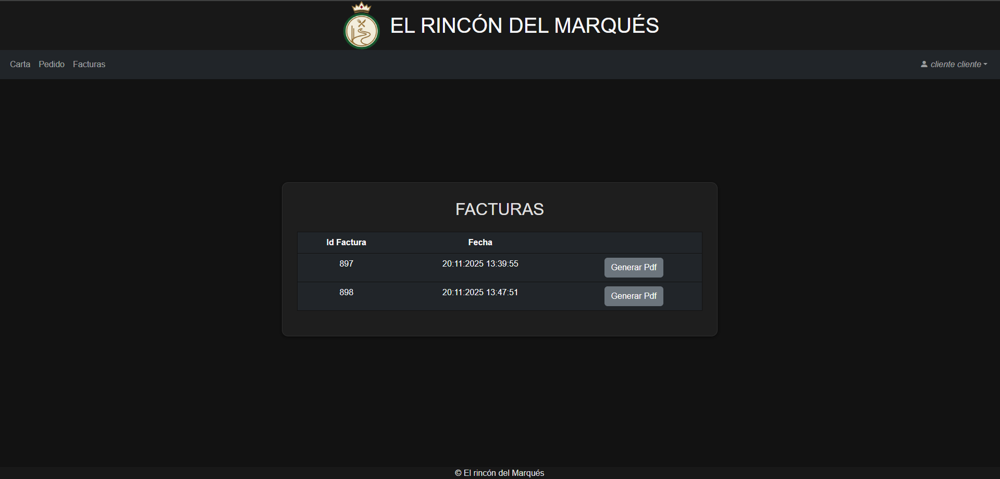 EL RINCÓN DEL MARQUÉS
Carta Pedido Facturas cliente cliente
FACTURAS
Id Factura Fecha
897 20:11:2025 13:39:55 Generar Pdf
898 20:11:2025 13:47:51 Generar Pdf
© El rincón del Marqués